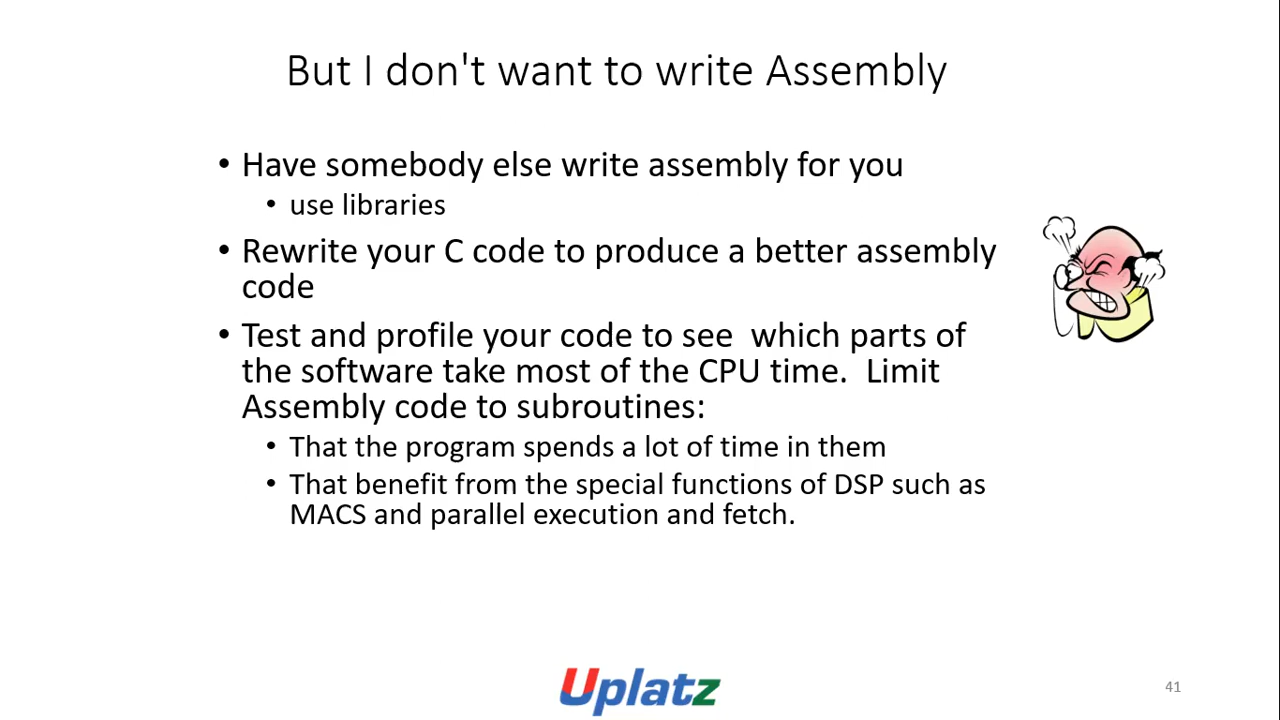 But I don't want to write Assembly
• Have somebody else write assembly for you
• use libraries
• Rewrite your C code to produce a better assembly
code
• Test and profile your code to see  which parts of
the software take most of the CPU time.  Limit
Assembly code to subroutines:
• That the program spends a lot of time in them
• That benefit from the special functions of DSP such as
MACS and parallel execution and fetch.
Uplatz
41